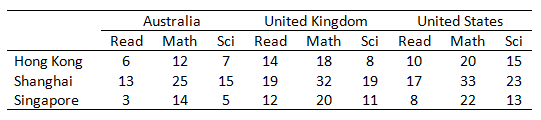 Australia United Kingdom United States
Read Math Sci Read Math Sci Read Math Sci
Hong Kong 6 12 7 14 18 8 10 20 15
Shanghai 13 25 15 19 32 19 17 33 23
Singapore 3 14 5 12 20 11 8 22 13